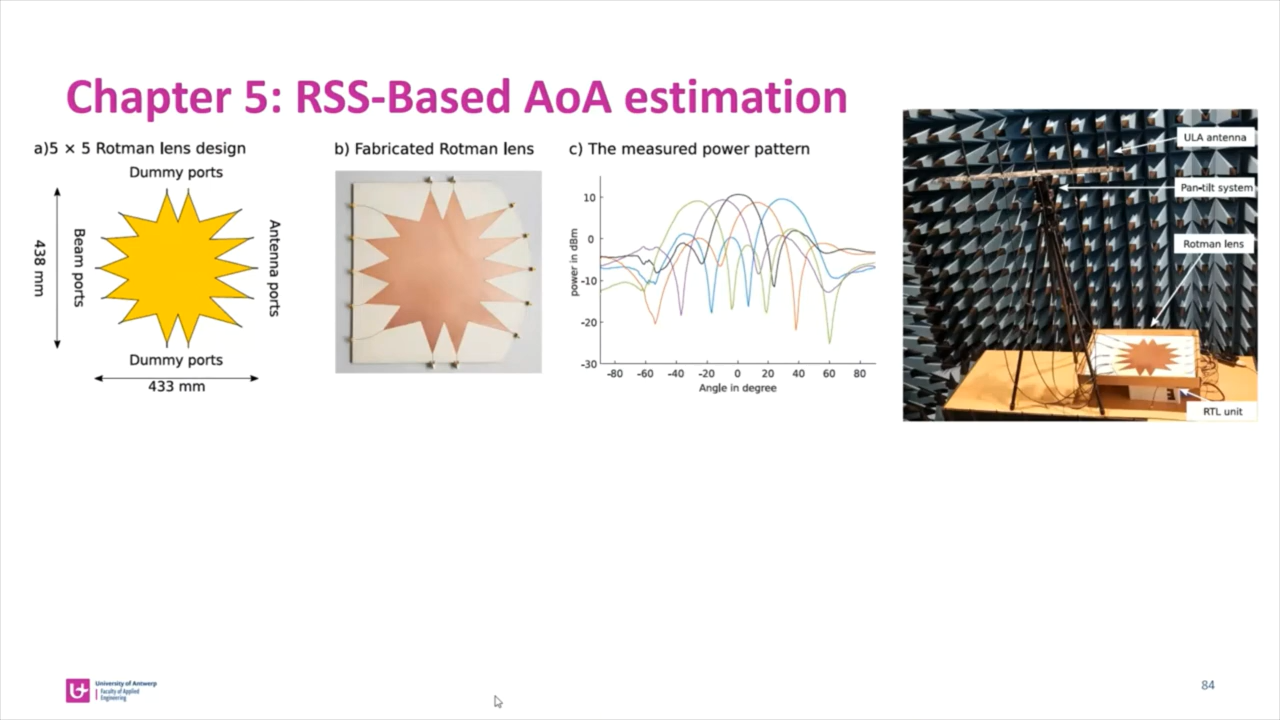 Chapter 5: RSS-Based AoA estimation
a)5 × 5 Rotman lens design
Dummy ports
438 mm
Beam ports
Antenna ports
Dummy ports
433 mm
b) Fabricated Rotman lens
c) The measured power pattern
power in dBm
10
0
-10
-20
-30
-80
-60
-40
-20
0
20
40
60
80
Angle in degree
ULA antenna
Pan-tilt system
Rotman lens
RTL unit
University of Antwerp
Faculty of Applied
Engineering
84